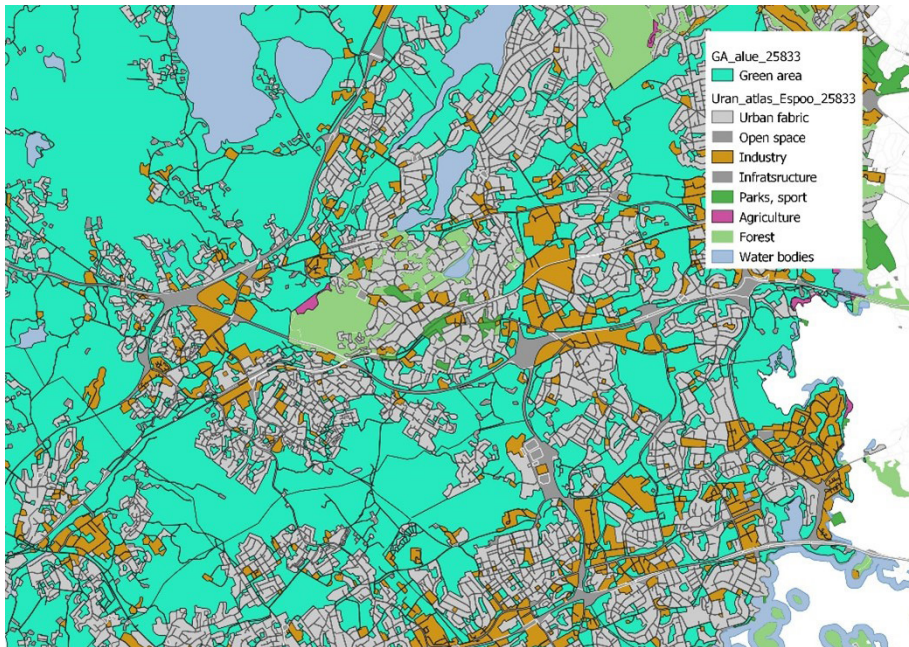 GA_alue_25833
Green area
Uran_atlas_Espoo_25833
Urban fabric
Open space
Industry
Infratsructure
Parks, sport
Agriculture
Forest
Water bodies